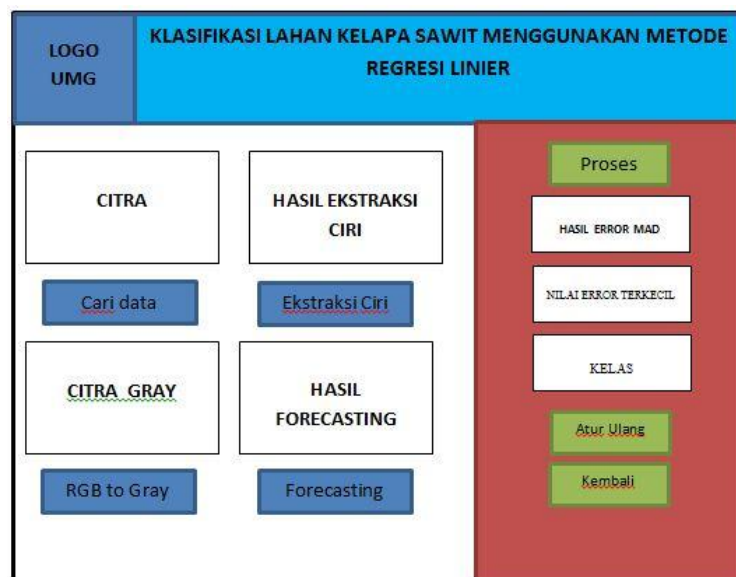 LOGO
UMG
KLASIFIKASI LAHAN KELAPA SAWIT MENGGUNAKAN METODE
REGRESI LINIER
CITRA
HASIL EKSTRAKSI
CIRI
Cari data
Ekstraksi Ciri
CITRA GRAY
HASIL
FORECASTING
RGB to Gray
Forecasting
Proses
HASIL ERROR MAD
NILAI ERROR TERKECIL
KELAS
Atur Ulang
Kembali